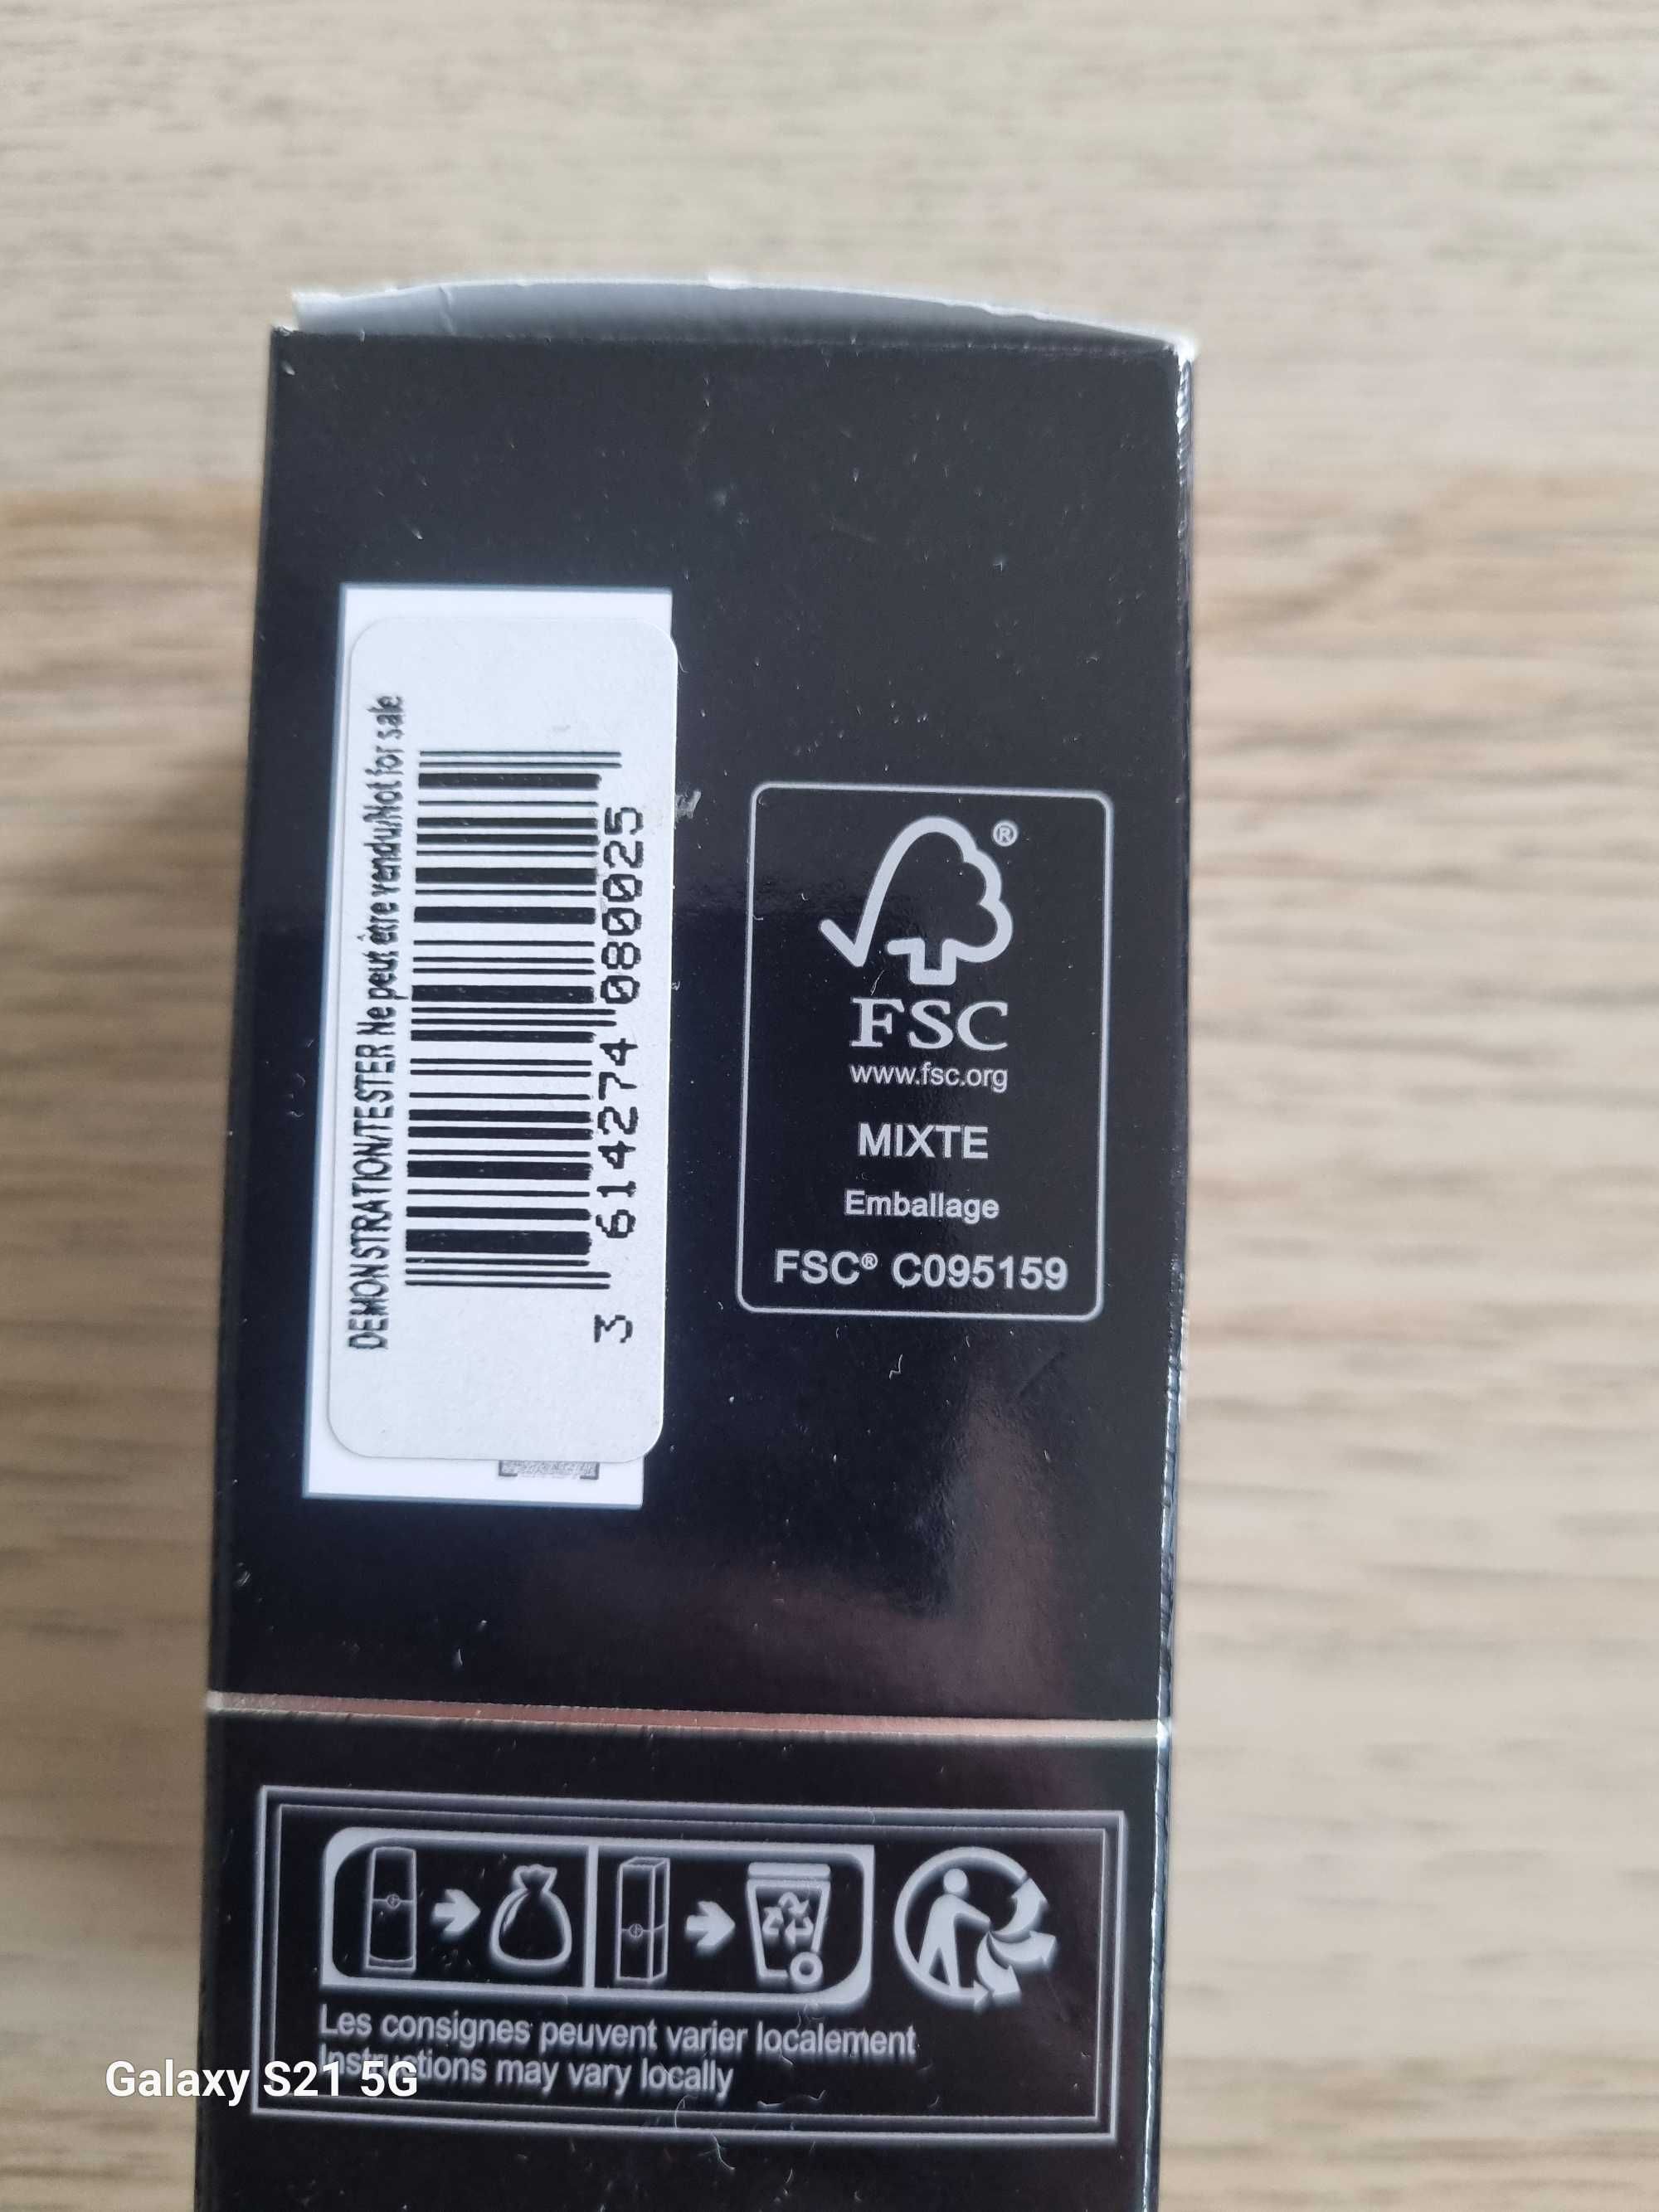 DEMONSTRATION/TESTER Ne peut être vendu/Not for sale
3 614274 080025
®
FSC
www.fsc.org
MIXTE
Emballage
FSC® C095159
Les consignes peuvent varier localement
Instructions may vary locally
Galaxy S21 5G